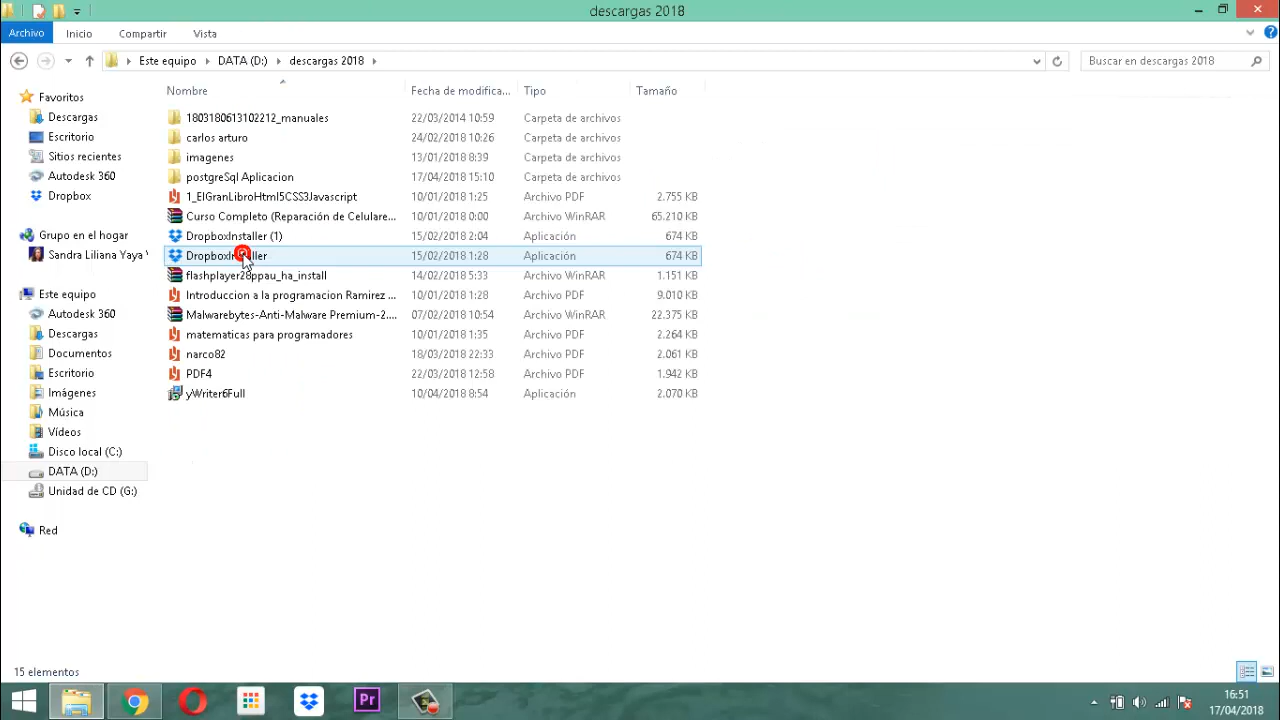 descargas 2018
Archivo Inicio Compartir Vista
Este equipo DATA (D:) descargas 2018
Buscar en descargas 2018
Nombre Fecha de modifica... Tipo Tamaño
1803180613102212_manuales 22/03/2014 10:59 Carpeta de archivos
carlos arturo 24/02/2018 10:26 Carpeta de archivos
imagenes 13/01/2018 8:39 Carpeta de archivos
postgreSql Aplicacion 17/04/2018 15:10 Carpeta de archivos
1_ElGranLibroHtml5CSS3Javascript 10/01/2018 1:25 Archivo PDF 2.755 KB
Curso Completo (Reparación de Celulare... 10/01/2018 0:00 Archivo WinRAR 65.210 KB
DropboxInstaller (1) 15/02/2018 2:04 Aplicación 674 KB
15/02/2018 1:28 Aplicación 674 KB
flashplayer28ppau_ha_install 14/02/2018 5:33 Archivo WinRAR 1.151 KB
Introduccion a la programacion Ramirez ... 10/01/2018 1:28 Archivo PDF 9.010 KB
Malwarebytes-Anti-Malware Premium-2.... 07/02/2018 10:54 Archivo WinRAR 22.375 KB
matematicas para programadores 10/01/2018 1:35 Archivo PDF 2.264 KB
narco82 18/03/2018 22:33 Archivo PDF 2.061 KB
PDF4 22/03/2018 12:58 Archivo PDF 1.942 KB
yWriter6Full 10/04/2018 8:54 Aplicación 2.070 KB
Favoritos
Descargas
Escritorio
Sitios recientes
Autodesk 360
Dropbox
Grupo en el hogar
Sandra Liliana Yaya
Este equipo
Autodesk 360
Descargas
Documentos
Escritorio
Imágenes
Música
Vídeos
Disco local (C:)
DATA (D:)
Unidad de CD (G:)
Red
15 elementos
Pr
16:51
17/04/2018